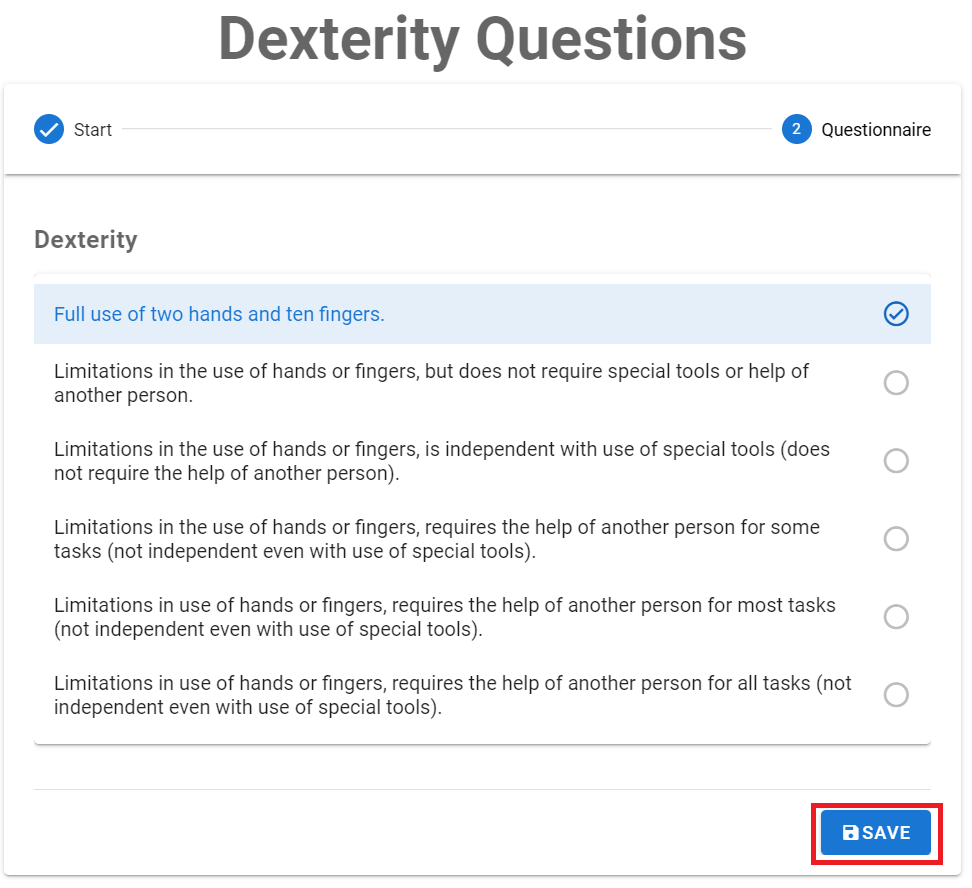 Dexterity Questions
Start
2
Questionnaire
Dexterity
Full use of two hands and ten fingers.
Limitations in the use of hands or fingers, but does not require special tools or help of
another person.
Limitations in the use of hands or fingers, is independent with use of special tools (does
not require the help of another person).
Limitations in the use of hands or fingers, requires the help of another person for some
tasks (not independent even with use of special tools).
Limitations in use of hands or fingers, requires the help of another person for most tasks
(not independent even with use of special tools).
Limitations in use of hands or fingers, requires the help of another person for all tasks (not
independent even with use of special tools).
SAVE